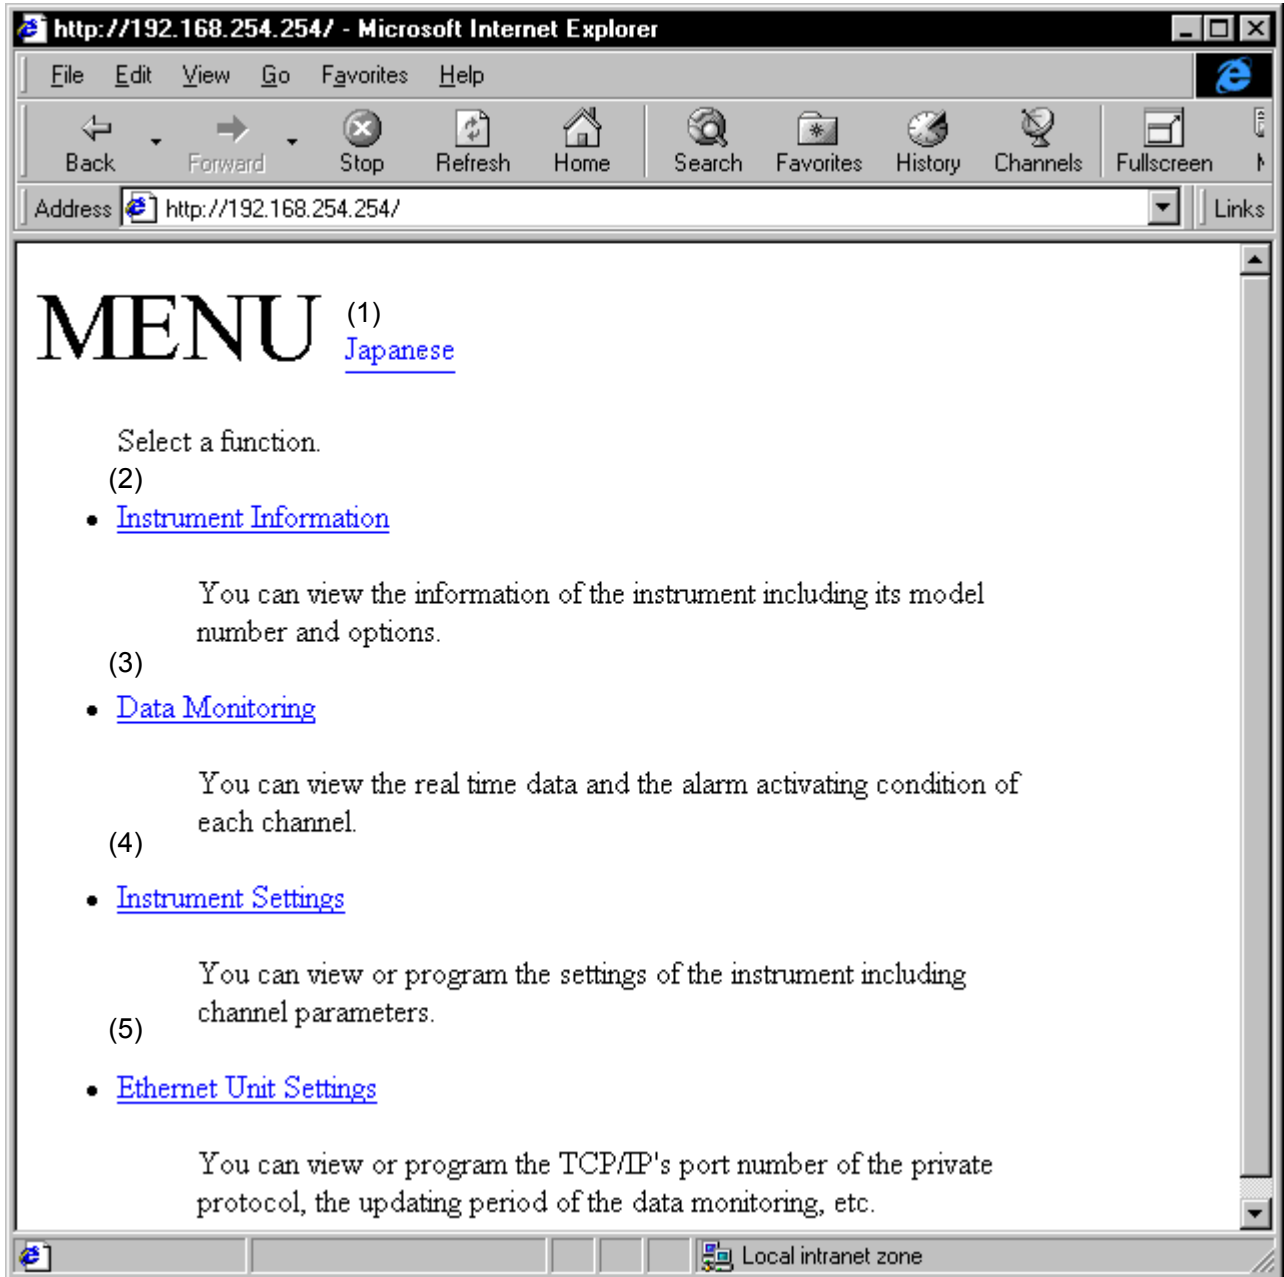 http://192.168.254.254/ - Microsoft Internet Explorer
File Edit View Go Favorites Help
Back Forward Stop Refresh Home Search Favorites History Channels Fullscreen
Address http://192.168.254.254/ Links
MENU (1) Japanese
Select a function.
(2)
• Instrument Information
You can view the information of the instrument including its model
number and options.
(3)
• Data Monitoring
You can view the real time data and the alarm activating condition of
each channel.
(4)
• Instrument Settings
You can view or program the settings of the instrument including
channel parameters.
(5)
• Ethernet Unit Settings
You can view or program the TCP/IP's port number of the private
protocol, the updating period of the data monitoring, etc.
Local intranet zone